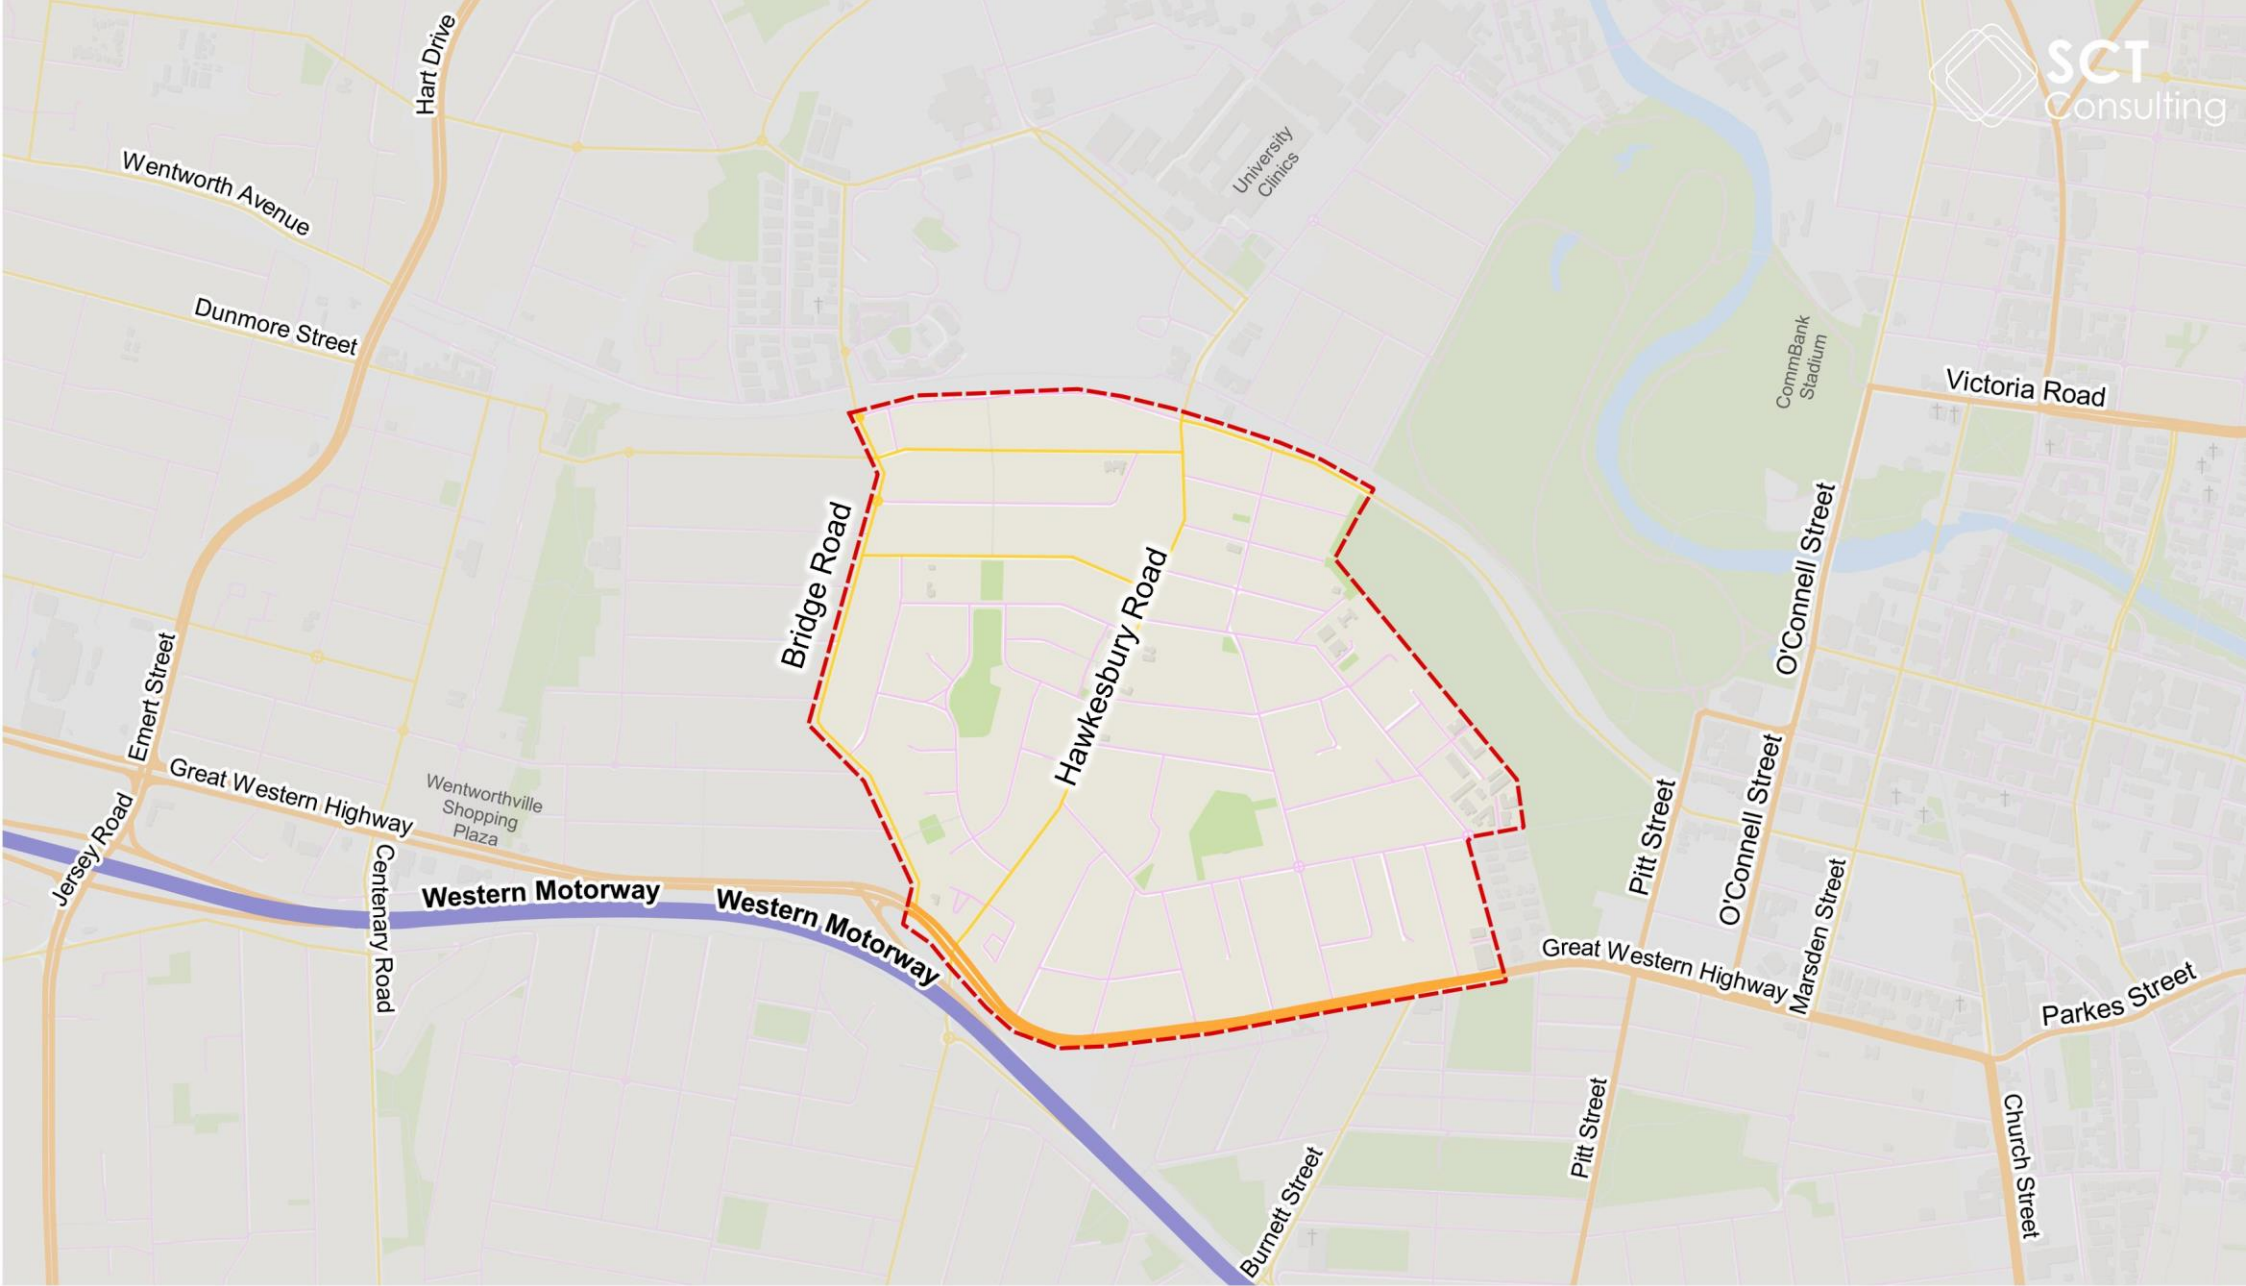 Hart Drive
SCT
Consulting
Wentworth Avenue
University
Clinics
Dunmore Street
CommBank
Stadium
Victoria Road
Bridge Road
O'Connell Street
Hawkesbury Road
Emert Street
Great Western Highway
Wentworthville
Shopping
Plaza
Pitt Street
O'Connell Street
Jersey Road
Centenary Road
Western Motorway
Western Motorway
Marsden Street
Great Western Highway
Parkes Street
Pitt Street
Church Street
Burnett Street